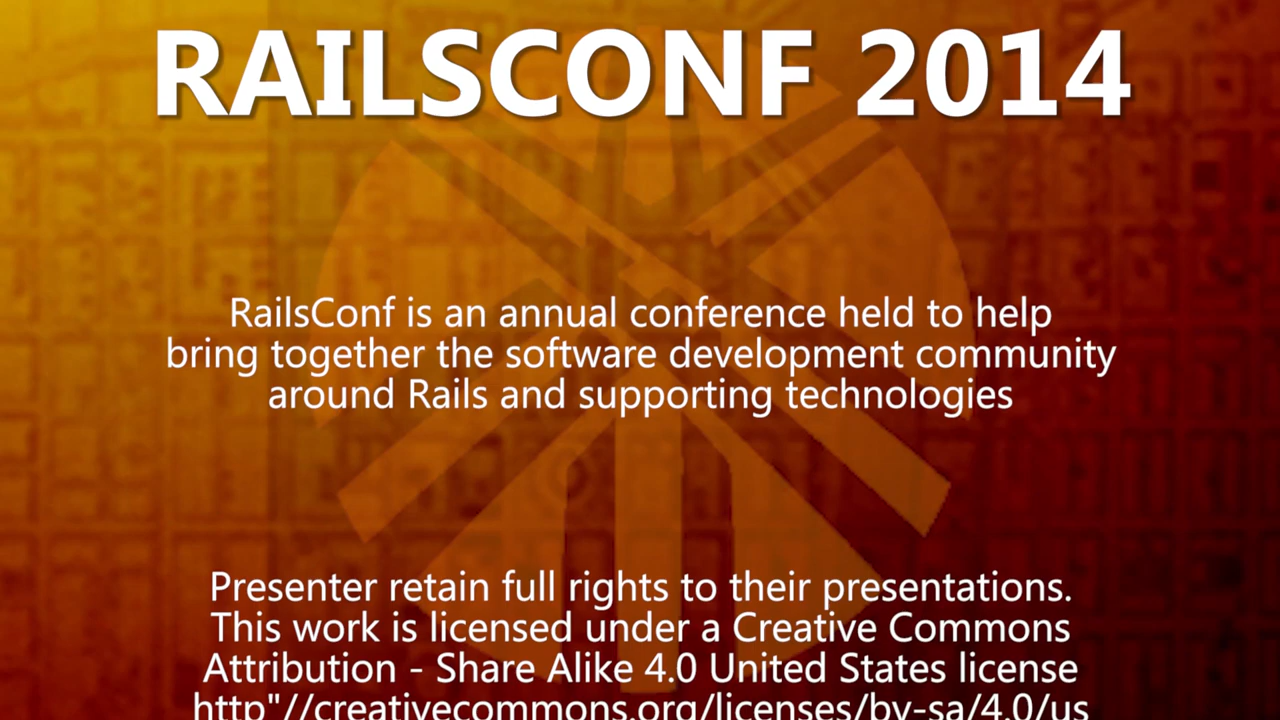 RAILSCONF 2014
RailsConf is an annual conference held to help
bring together the software development community
around Rails and supporting technologies
Presenter retain full rights to their presentations.
This work is licensed under a Creative Commons
Attribution - Share Alike 4.0 United States license
http"//creativecommons.org/licenses/by-sa/4.0/us